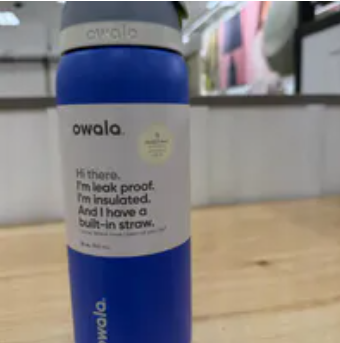 owala
owala.
Hi there.
I'm leak proof.
I'm insulated.
And I have a
built-in straw.
owala.